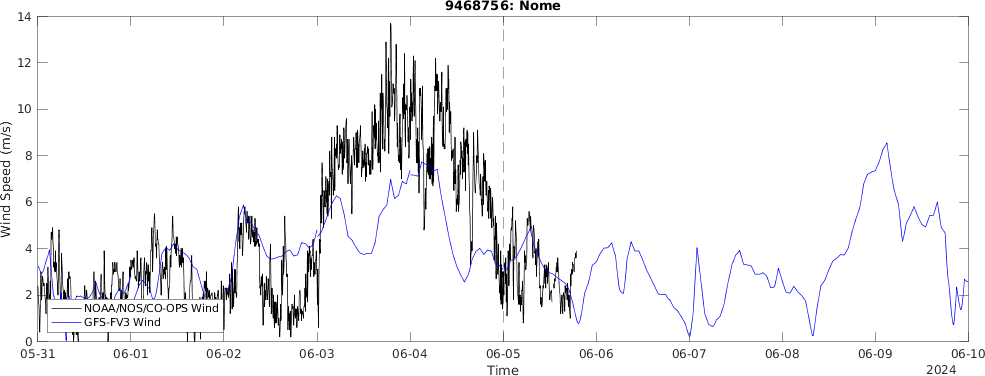 9468756: Nome
Wind Speed (m/s)
14
12
10
8
6
4
2
0
NOAA/NOS/CO-OPS Wind
GFS-FV3 Wind
05-31 06-01 06-02 06-03 06-04 06-05 06-06 06-07 06-08 06-09 06-10
Time
2024